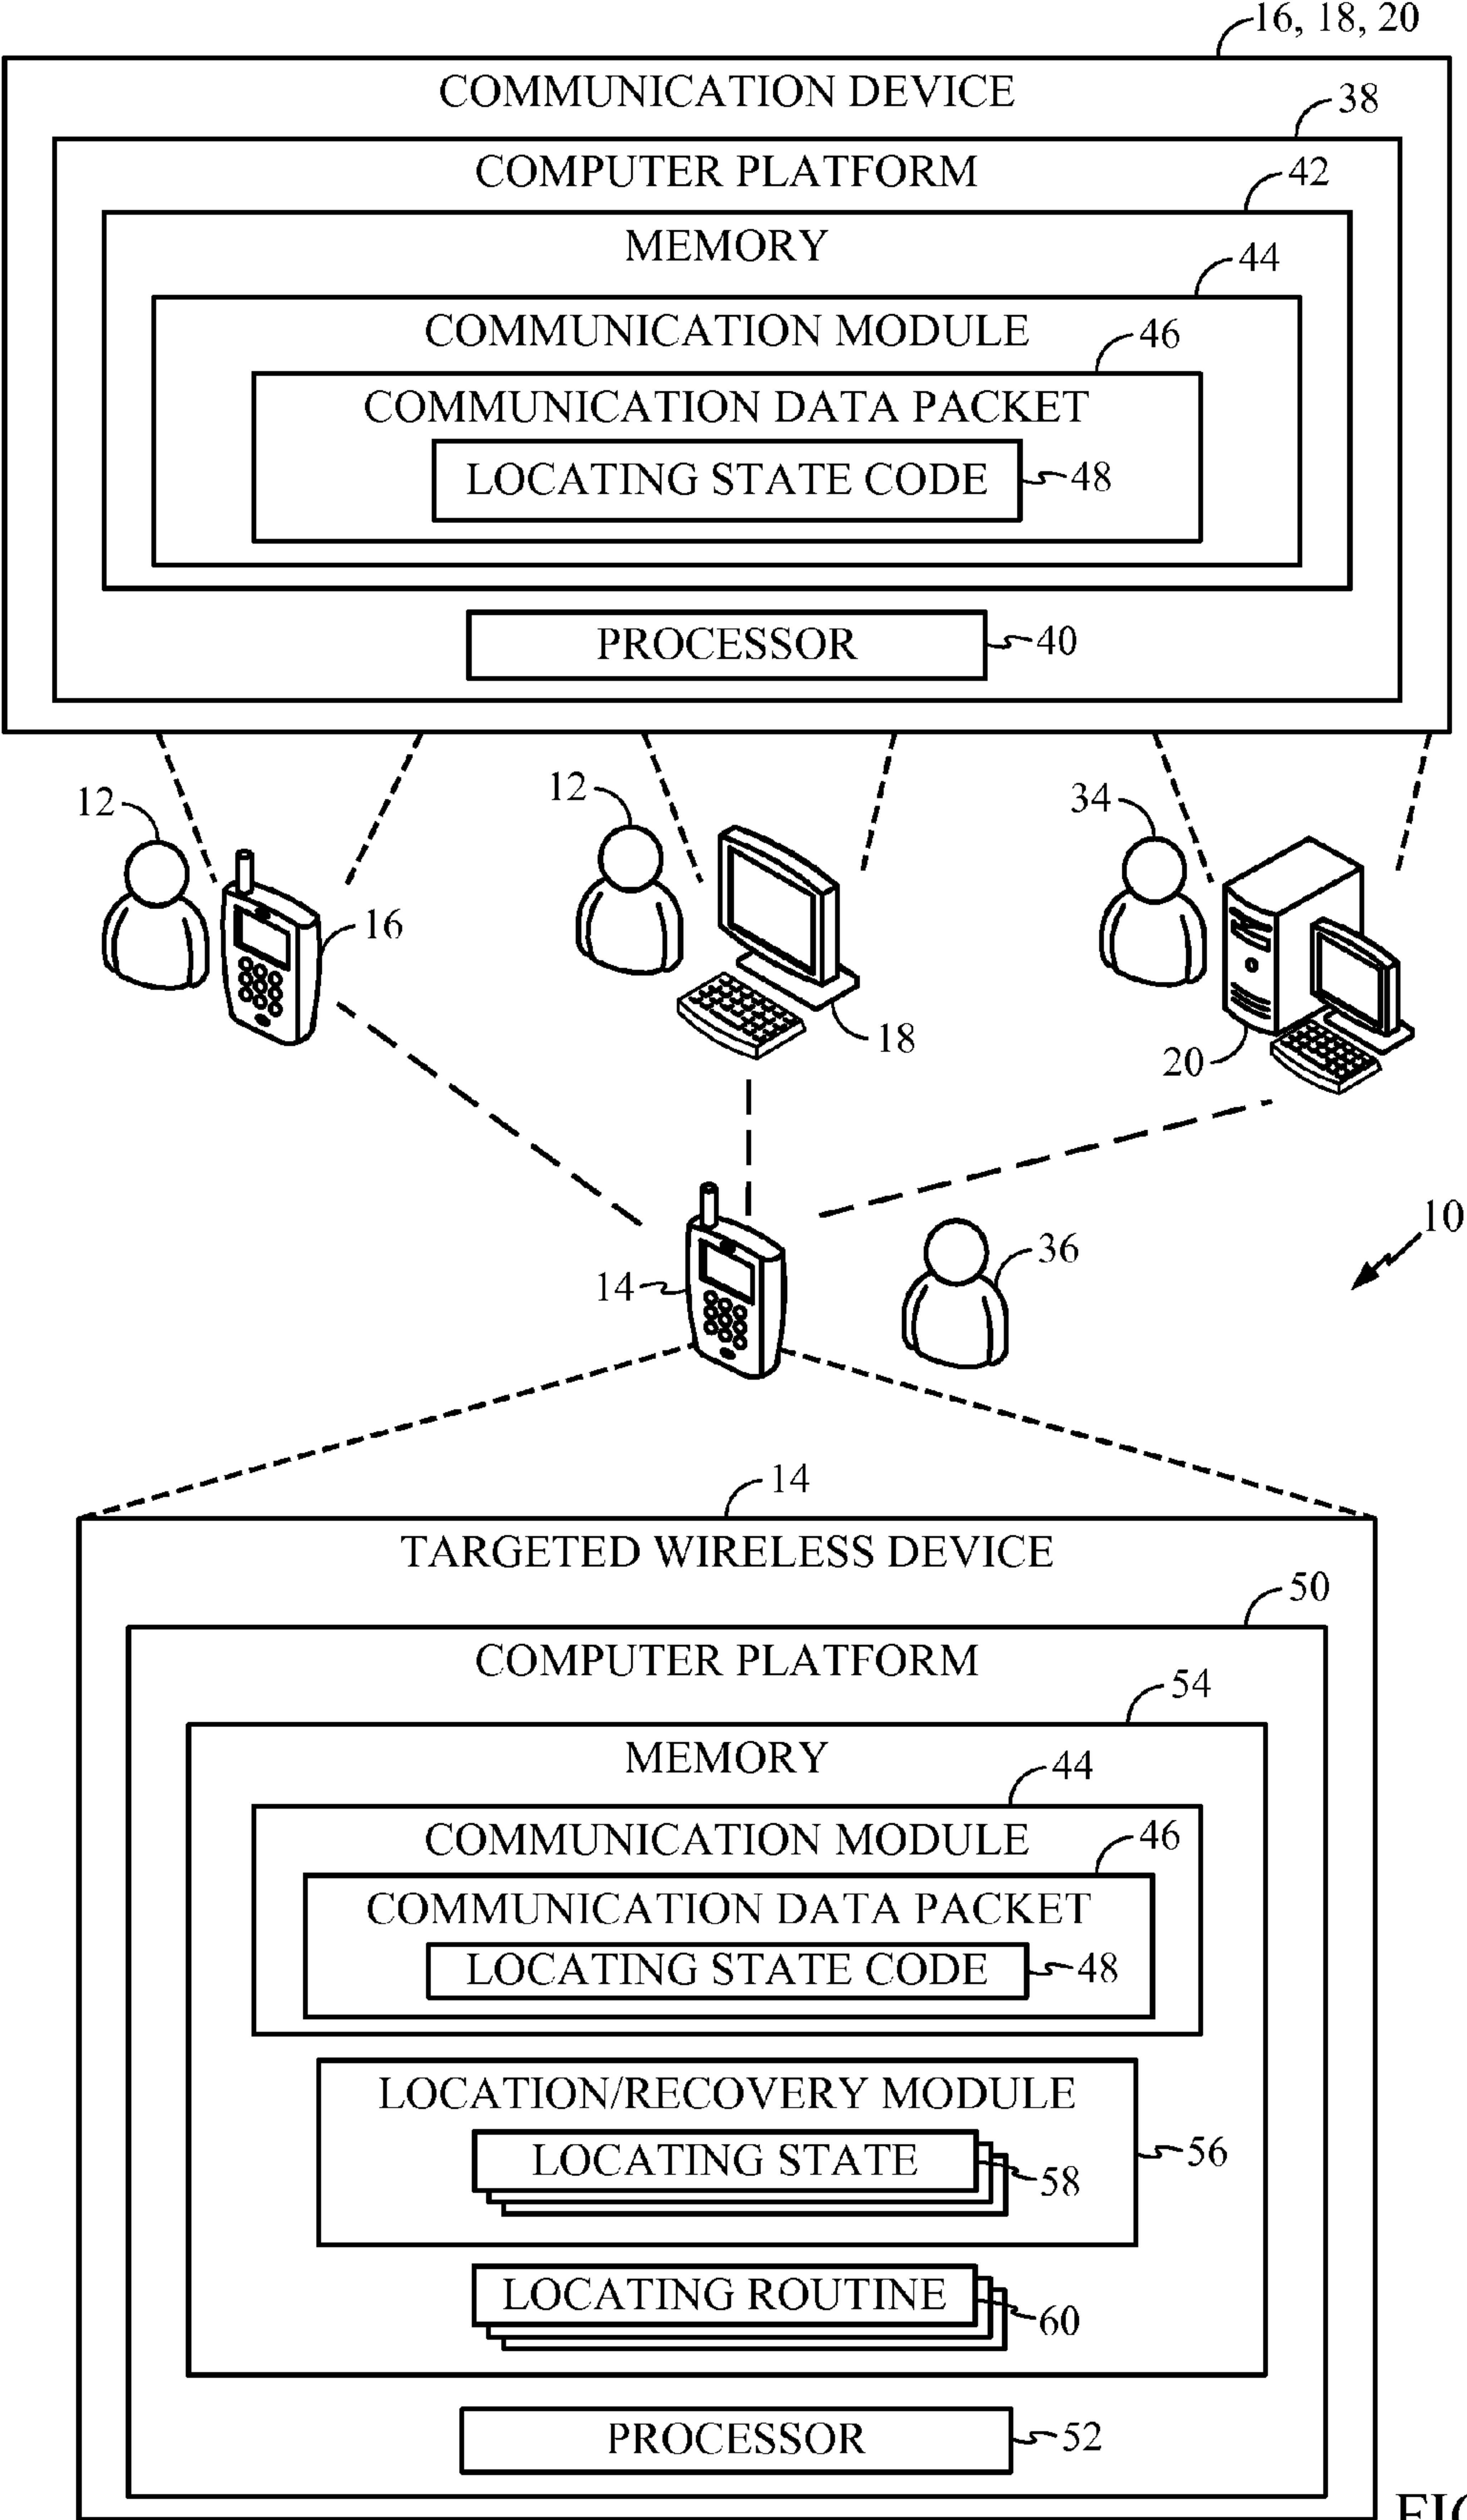 16, 18, 20
COMMUNICATION DEVICE
38
COMPUTER PLATFORM
42
MEMORY
44
COMMUNICATION MODULE
46
COMMUNICATION DATA PACKET
LOCATING STATE CODE
48
PROCESSOR
40
12
12
34
16
18
20
10
14
36
14
TARGETED WIRELESS DEVICE
50
COMPUTER PLATFORM
54
MEMORY
44
COMMUNICATION MODULE
46
COMMUNICATION DATA PACKET
LOCATING STATE CODE
48
LOCATION/RECOVERY MODULE
LOCATING STATE
56
58
LOCATING ROUTINE
60
PROCESSOR
52